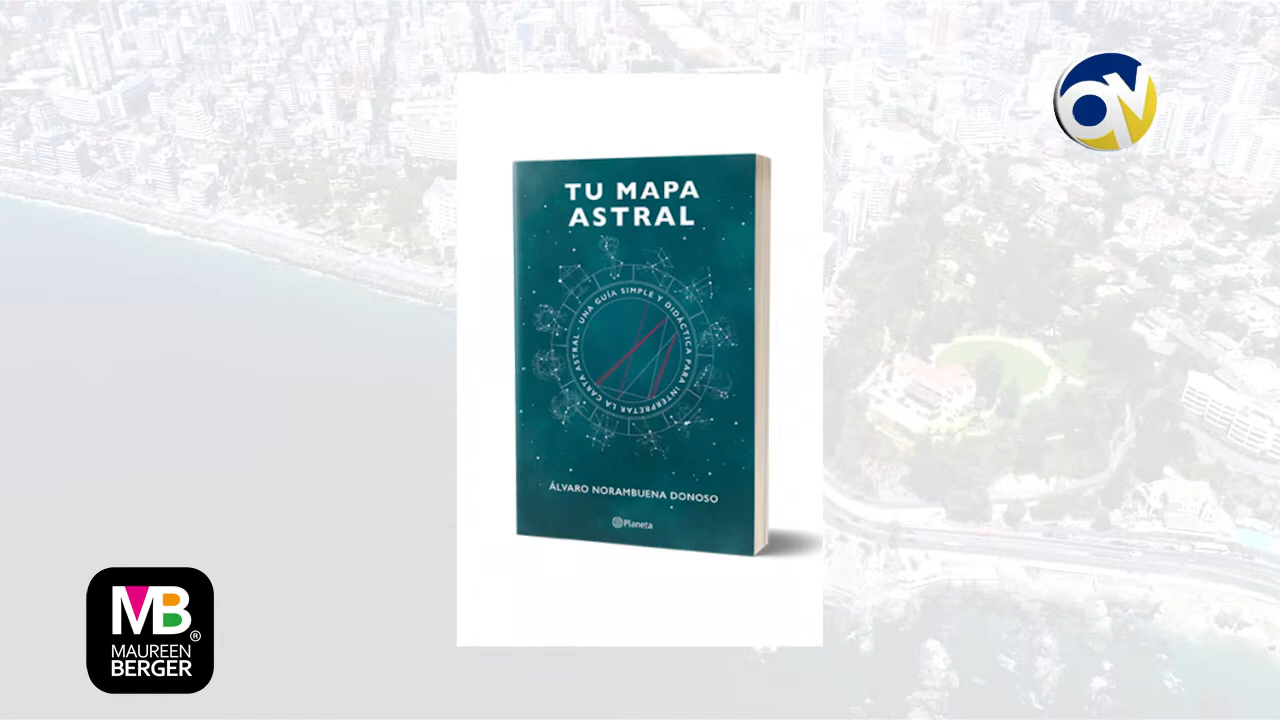 OV
TU MAPA
ASTRAL
UNA GUÍA SIMPLE Y DIDÁCTICA PARA INTERPRETAR LA CARTA ASTRAL ·
ÁLVARO NORAMBUENA DONOSO
Planeta
MB®
MAUREEN
BERGER